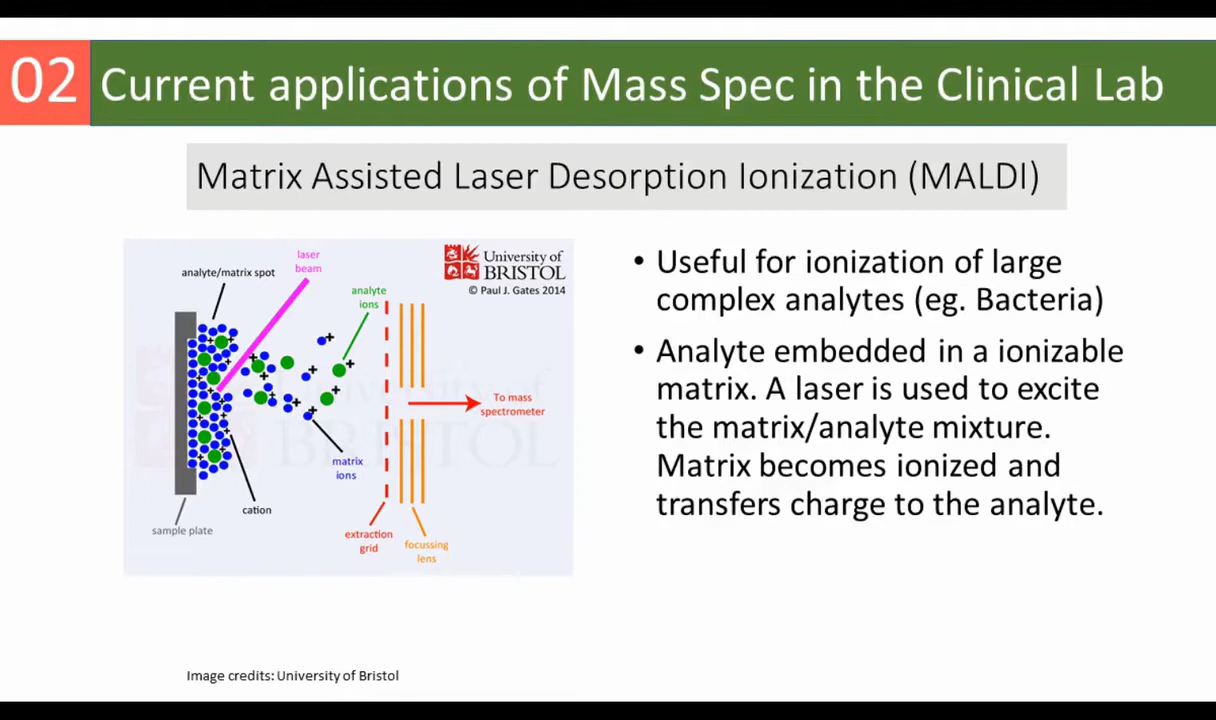 02 Current applications of Mass Spec in the Clinical Lab
Matrix Assisted Laser Desorption Ionization (MALDI)
University of
BRISTOL
© Paul J. Gates 2014
laser
beam
analyte/matrix spot
analyte
ions
To mass
spectrometer
matrix
ions
cation
sample plate
extraction
grid
focussing
lens
University of
BRISTOL
• Useful for ionization of large
complex analytes (eg. Bacteria)
• Analyte embedded in a ionizable
matrix. A laser is used to excite
the matrix/analyte mixture.
Matrix becomes ionized and
transfers charge to the analyte.
Image credits: University of Bristol